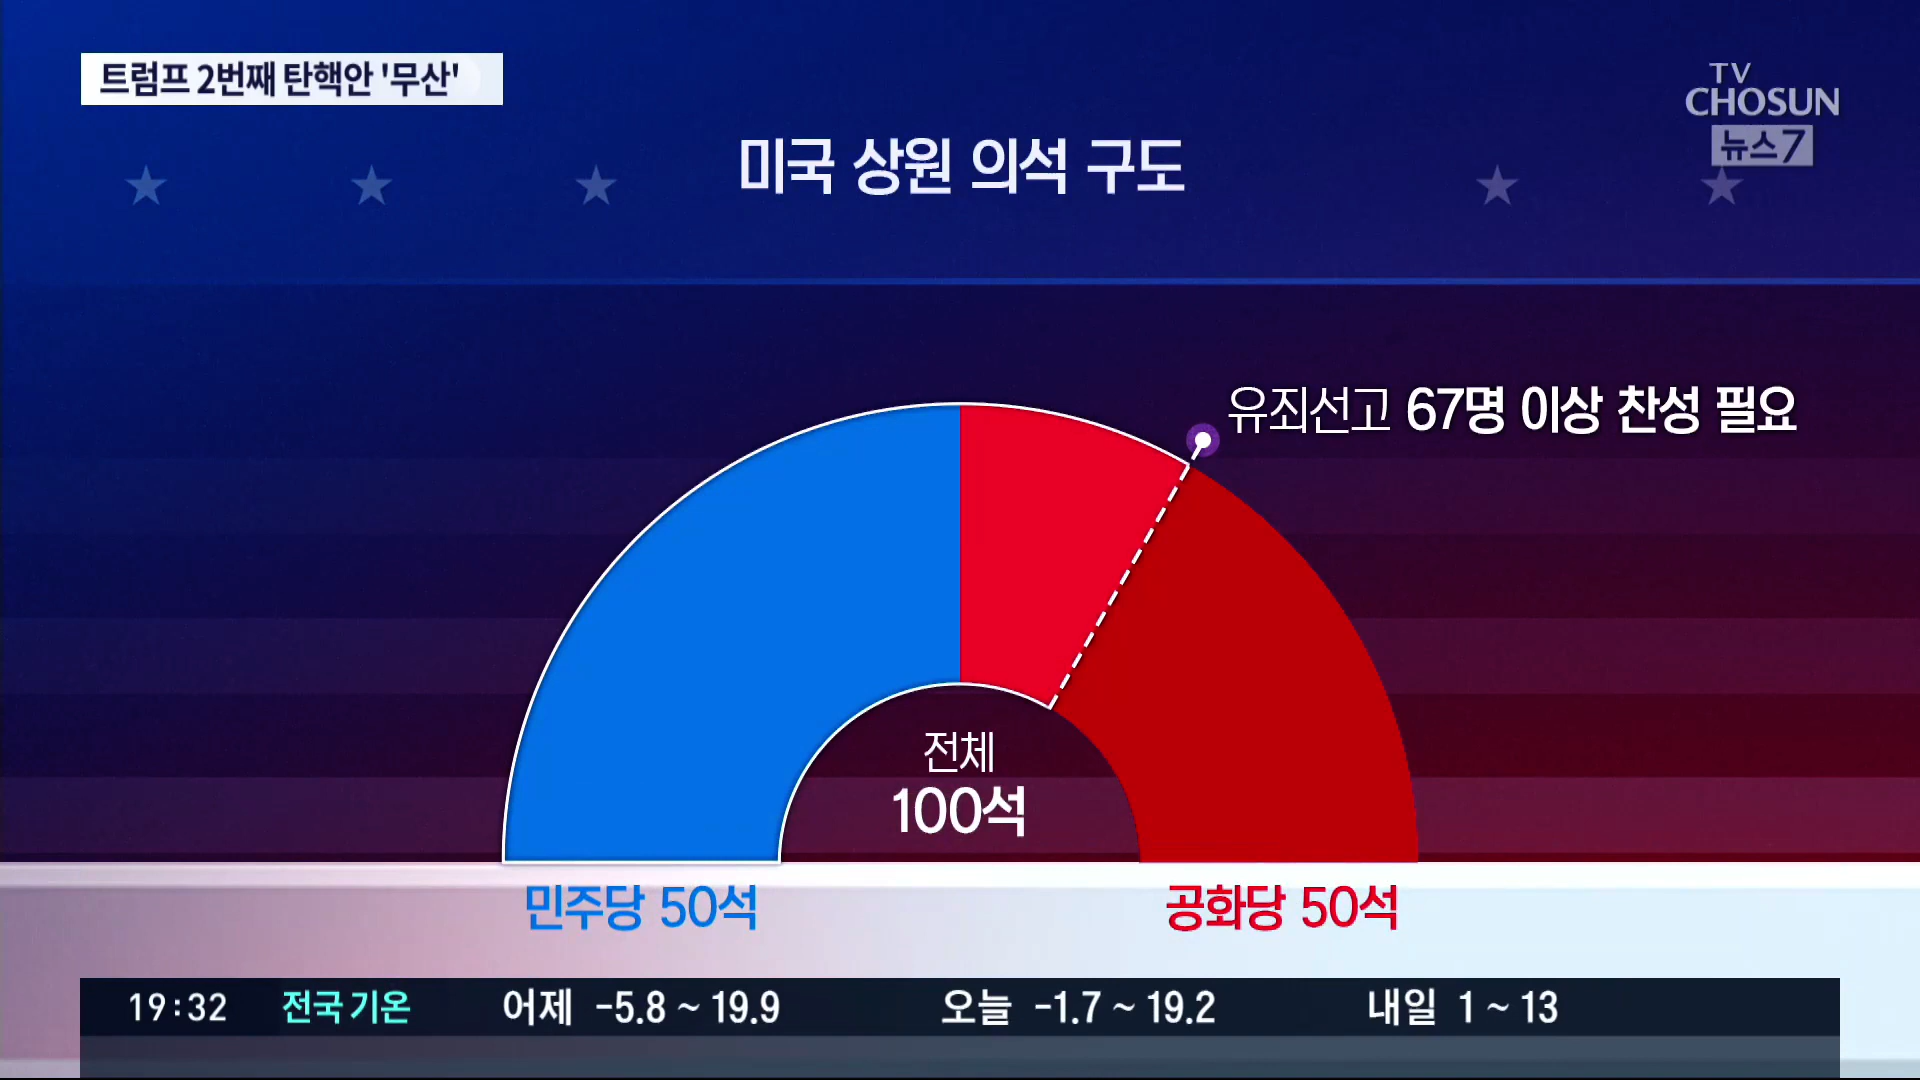 트럼프 2번째 탄핵안 '무산'
TV
CHOSUN
뉴스7
미국 상원 의석 구도
유죄선고 67명 이상 찬성 필요
전체
100석
민주당 50석
공화당 50석
19:32 전국 기온 어제 -5.8 ~ 19.9 오늘 -1.7 ~ 19.2 내일 1 ~ 13